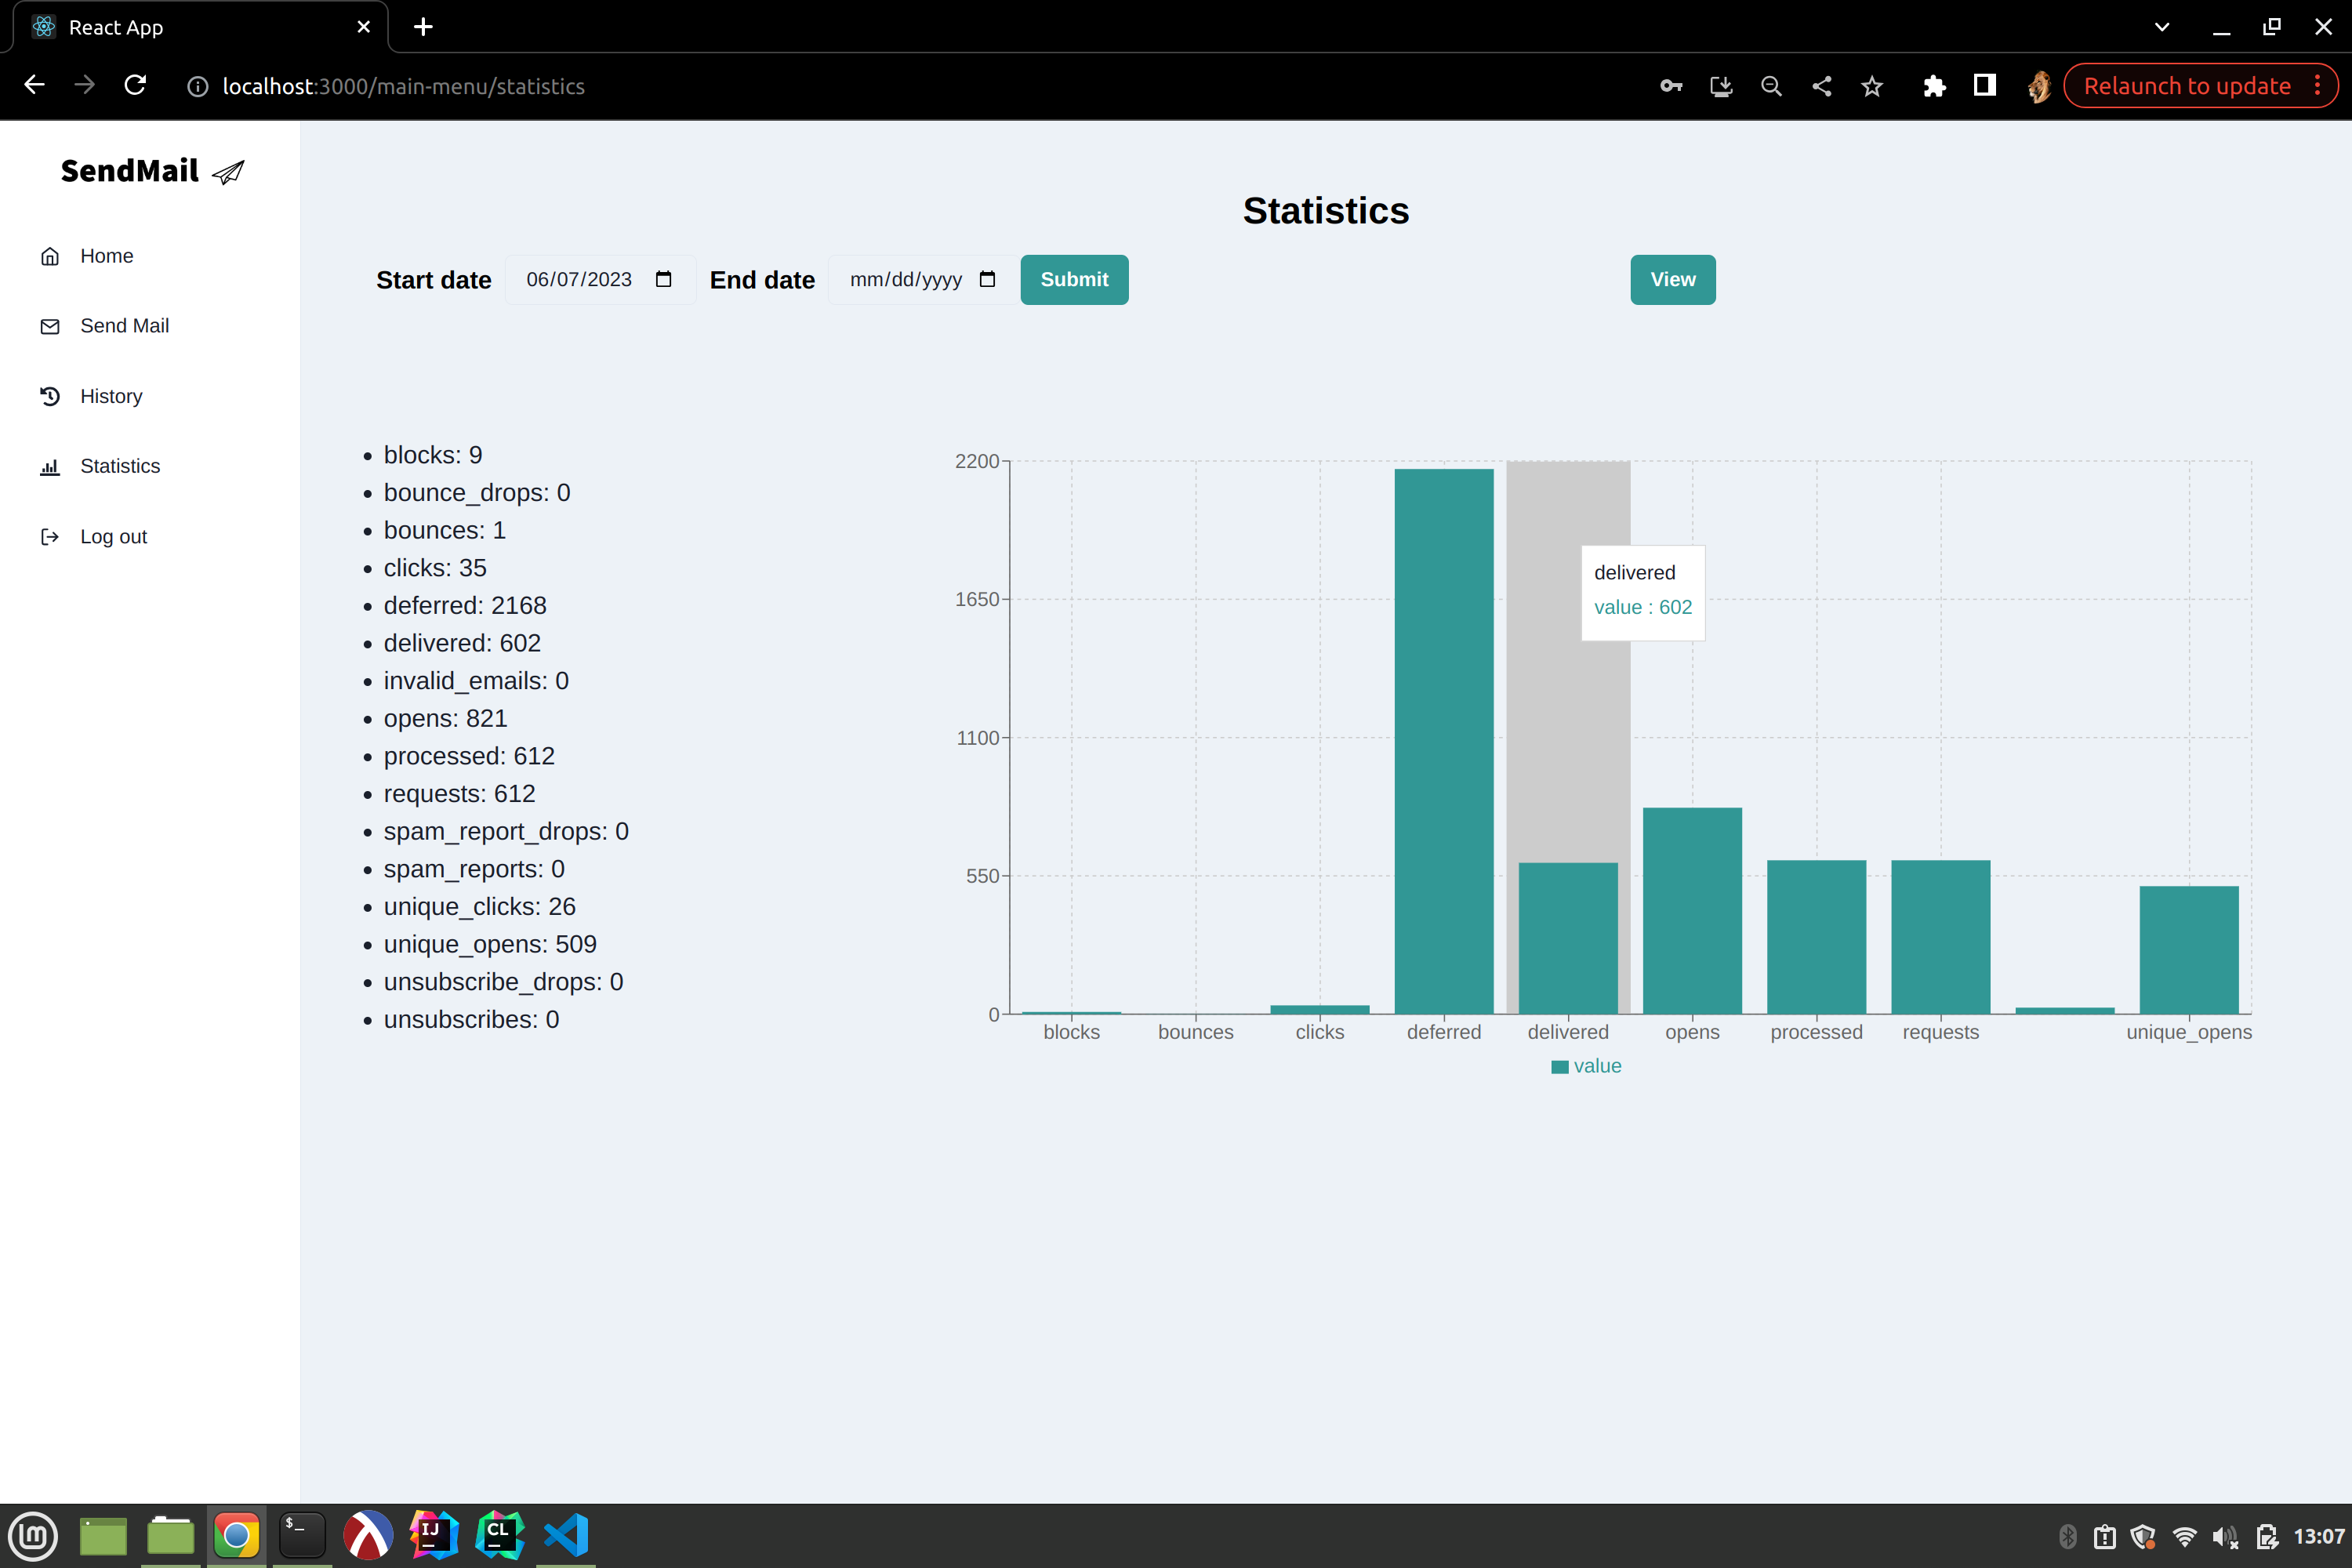 React App
localhost:3000/main-menu/statistics
Relaunch to update
SendMail
Home
Send Mail
History
Statistics
Log out
Statistics
Start date 06/07/2023 End date mm/dd/yyyy Submit View
blocks: 9
bounce_drops: 0
bounces: 1
clicks: 35
deferred: 2168
delivered: 602
invalid_emails: 0
opens: 821
processed: 612
requests: 612
spam_report_drops: 0
spam_reports: 0
unique_clicks: 26
unique_opens: 509
unsubscribe_drops: 0
unsubscribes: 0
2200
1650
1100
550
0
delivered
value : 602
blocks bounces clicks deferred delivered opens processed requests unique_opens
value
$_
IJ
CL
13:07